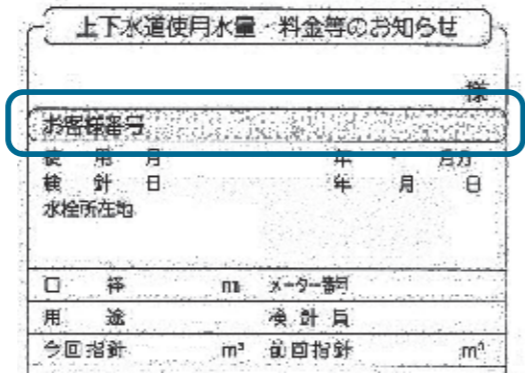 上下水道使用水量・料金等のお知らせ
様
お客様番号
使 用 月 年 月分
検 針 日 年 月 日
水栓所在地
口 径 mm メーター番号
用 途 検 針 員
今回指針 m³ 前回指針 m³